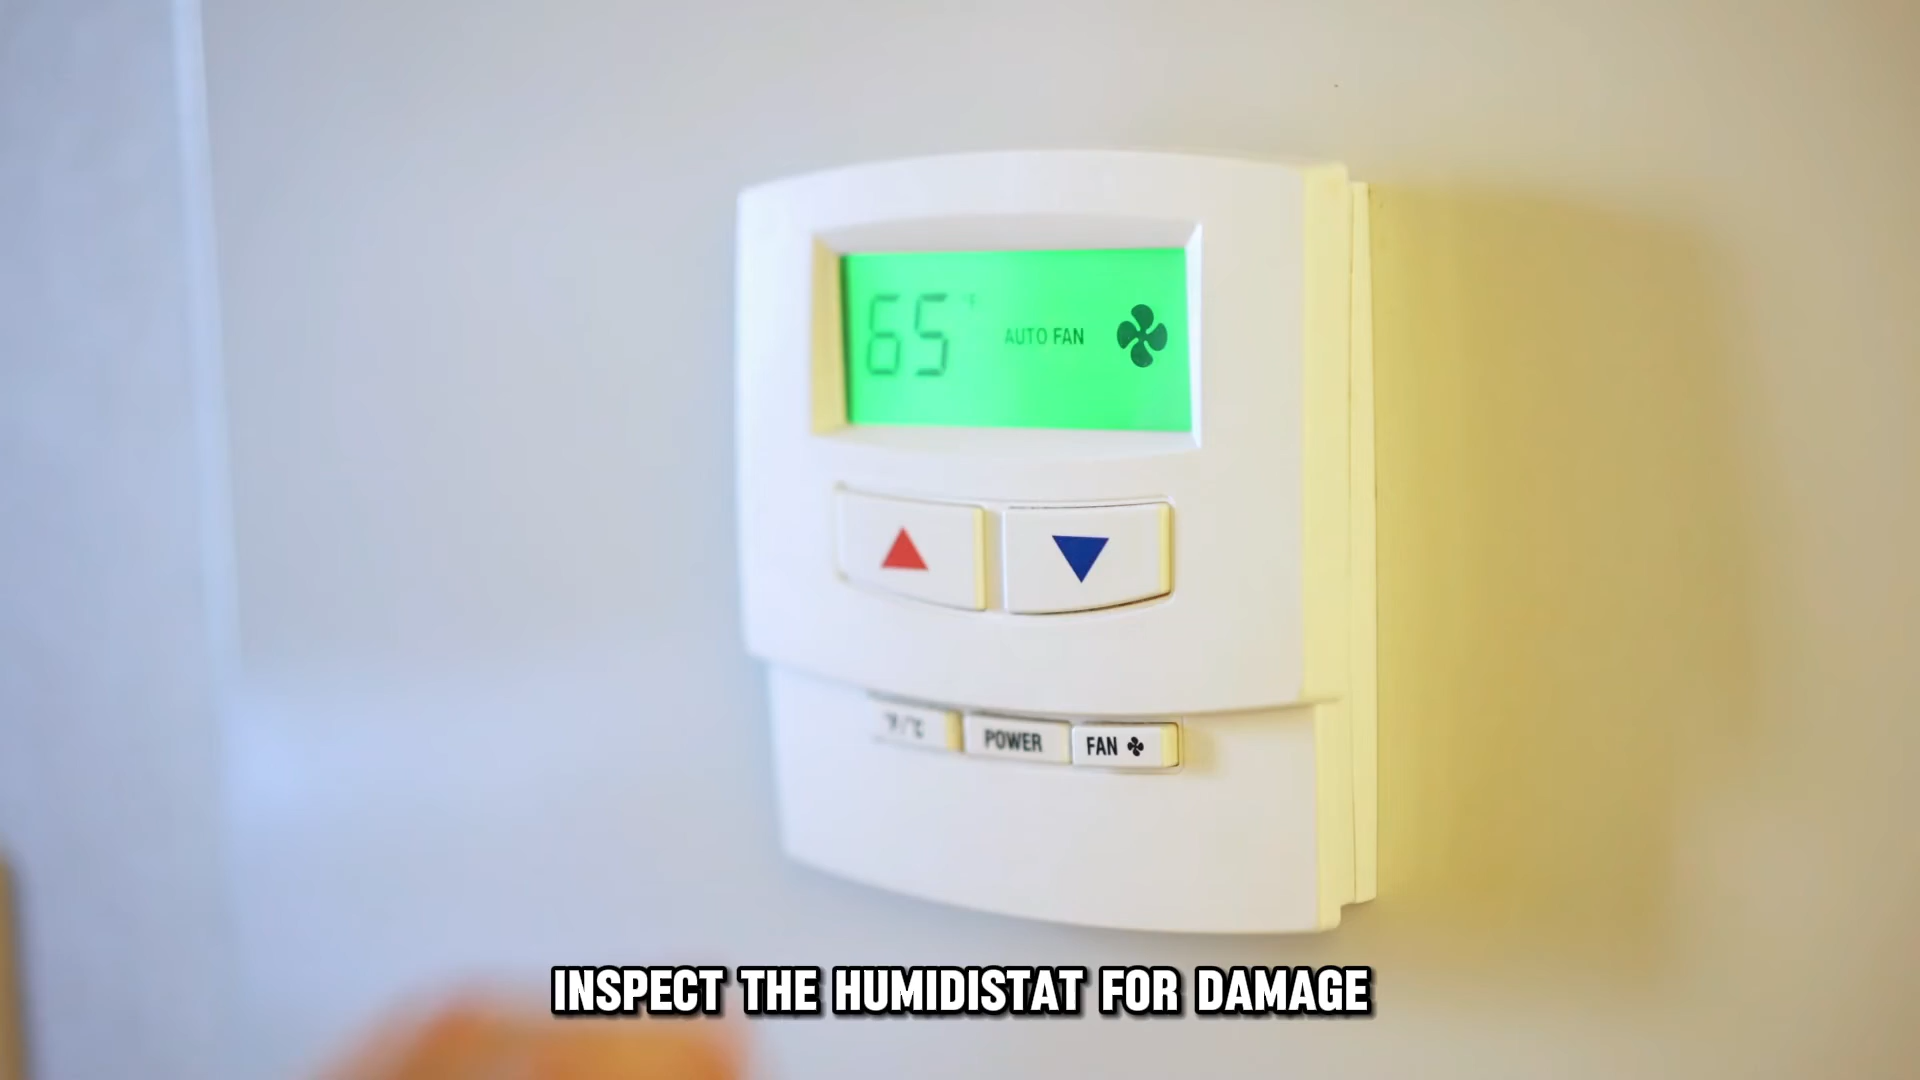 65°F
AUTO FAN
°F/°C
POWER
FAN
INSPECT THE HUMIDISTAT FOR DAMAGE